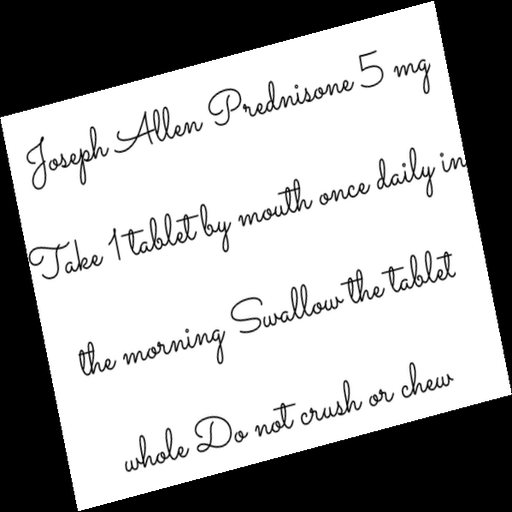 Joseph Allen Prednisone 5 mg
Take 1 tablet by mouth once daily in
the morning Swallow the tablet
whole Do not crush or chew